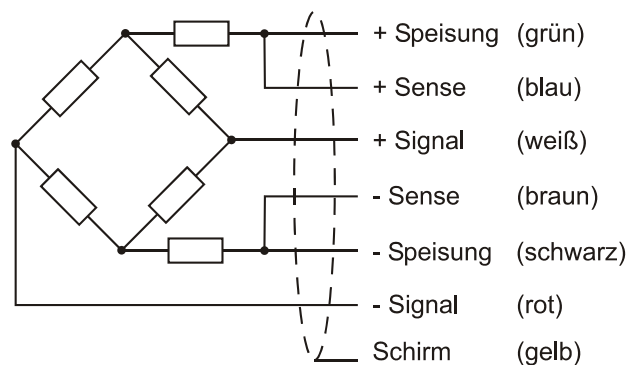 + Speisung (grün)
+ Sense (blau)
+ Signal (weiß)
- Sense (braun)
- Speisung (schwarz)
- Signal (rot)
Schirm (gelb)